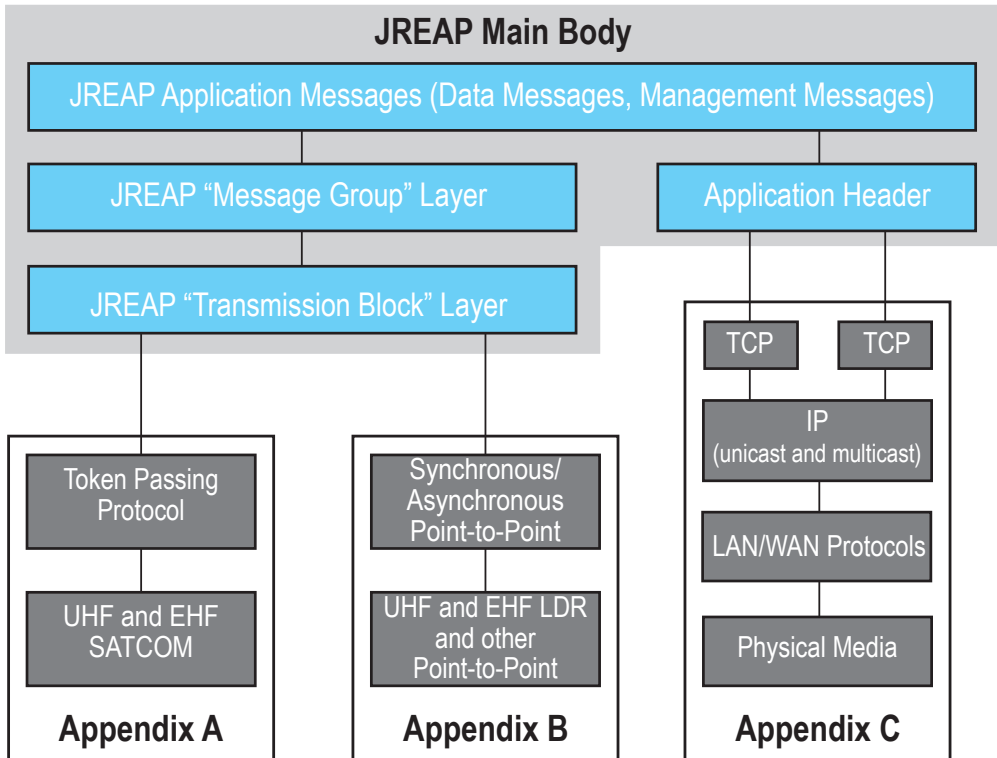 JREAP Main Body
JREAP Application Messages (Data Messages, Management Messages)
JREAP “Message Group” Layer
Application Header
JREAP “Transmission Block” Layer
TCP
TCP
IP
(unicast and multicast)
LAN/WAN Protocols
Physical Media
Token Passing
Protocol
UHF and EHF
SATCOM
Synchronous/
Asynchronous
Point-to-Point
UHF and EHF LDR
and other
Point-to-Point
Appendix A
Appendix B
Appendix C